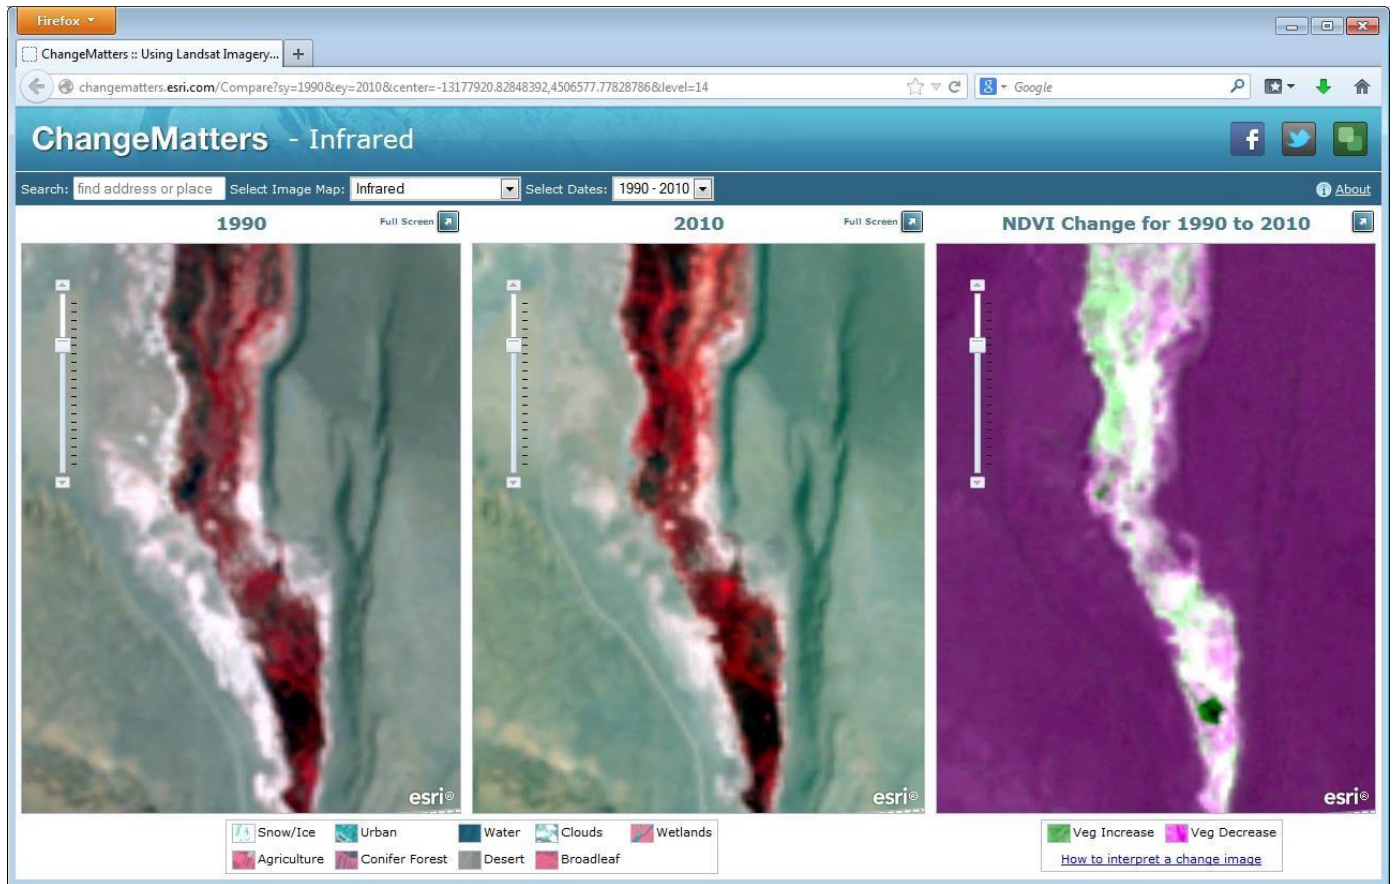 Firefox
ChangeMatters :: Using Landsat Imagery...
changematters.esri.com/Compare?sy=1990&ey=2010&center=-13177920.82848392,4506577.77828786&level=14
Google
ChangeMatters - Infrared
Search: find address or place Select Image Map: Infrared Select Dates: 1990 - 2010 About
1990 Full Screen 2010 Full Screen NDVI Change for 1990 to 2010
esri® esri® esri®
Snow/Ice Urban Water Clouds Wetlands Veg Increase Veg Decrease
Agriculture Conifer Forest Desert Broadleaf How to interpret a change image